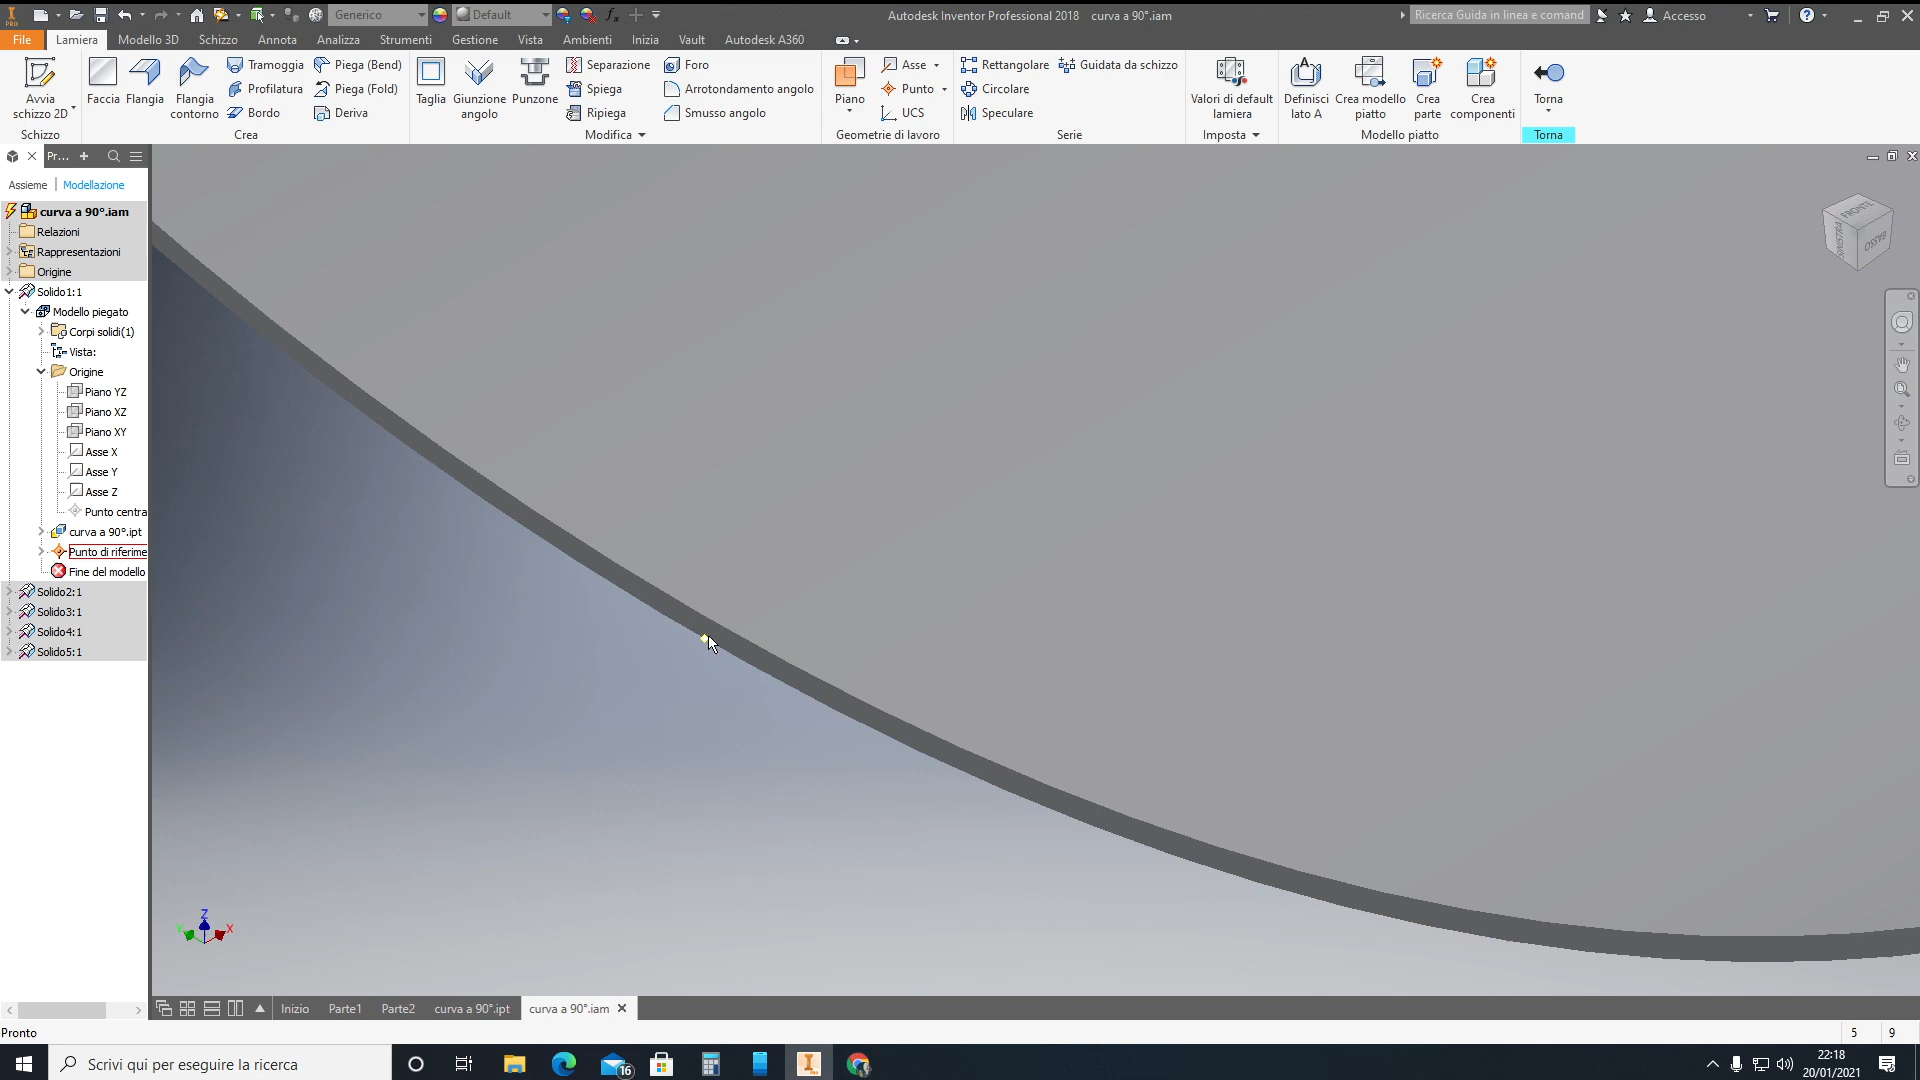 Generico
Default
Autodesk Inventor Professional 2018 curva a 90°.iam
Ricerca Guida in linea e comand
Accesso
File Lamiera Modello 3D Schizzo Annota Analizza Strumenti Gestione Vista Ambienti Inizia Vault Autodesk A360
Avvia schizzo 2D
Faccia
Flangia
Flangia contorno
Tramoggia
Profilatura
Bordo
Piega (Bend)
Piega (Fold)
Deriva
Taglia
Giunzione angolo
Punzone
Separazione
Spiega
Ripiega
Foro
Arrotondamento angolo
Smusso angolo
Piano
Asse
Punto
UCS
Rettangolare
Circolare
Speculare
Guidata da schizzo
Valori di default lamiera
Definisci lato A
Crea modello piatto
Crea parte
Crea componenti
Torna
Schizzo Crea Modifica Geometrie di lavoro Serie Imposta Modello piatto Torna
Pr...
Assieme Modellazione
curva a 90°.iam
Relazioni
Rappresentazioni
Origine
Solido1:1
Modello piegato
Corpi solidi(1)
Vista:
Origine
Piano YZ
Piano XZ
Piano XY
Asse X
Asse Y
Asse Z
Punto centra
curva a 90°.ipt
Punto di riferime
Fine del modello
Solido2:1
Solido3:1
Solido4:1
Solido5:1
FRONTE
SINISTRA
BASSO
Z
Y
X
Inizio Parte1 Parte2 curva a 90°.ipt curva a 90°.iam
Pronto
5 9
Scrivi qui per eseguire la ricerca
16
22:18
20/01/2021